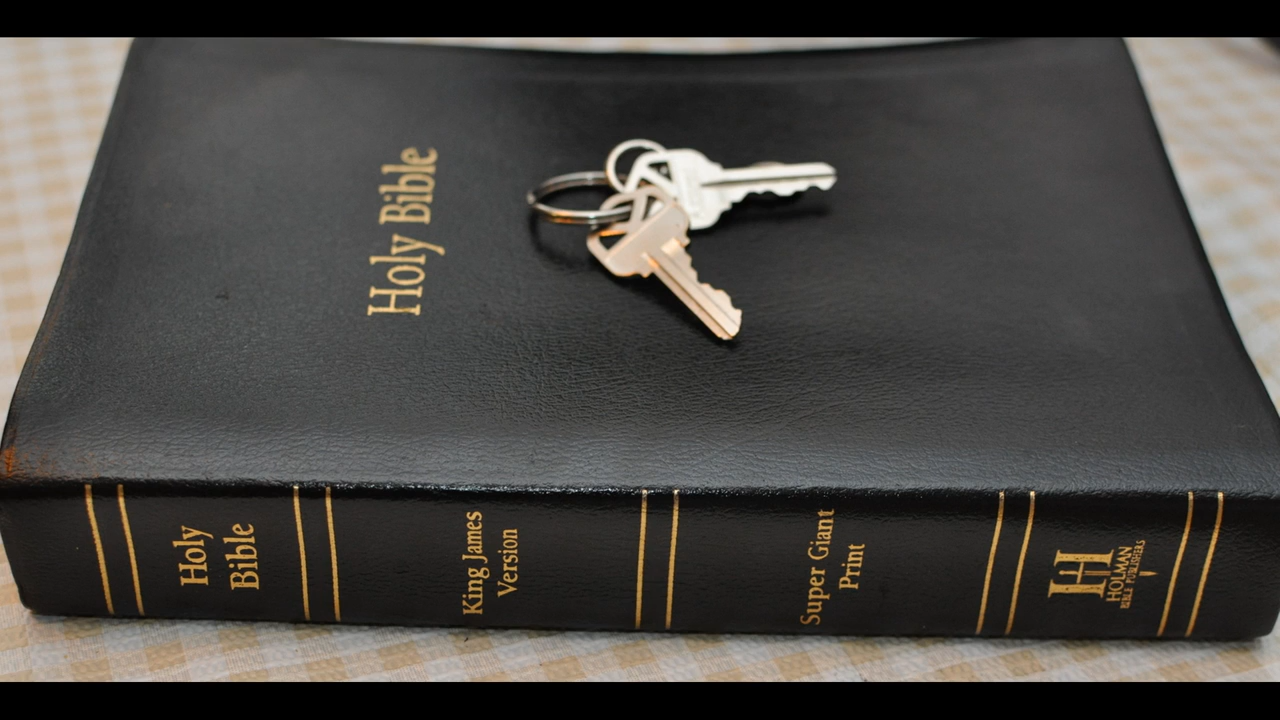 Holy Bible
Holy
Bible
King James
Version
Super Giant
Print
H
HOLMAN
BIBLE PUBLISHERS